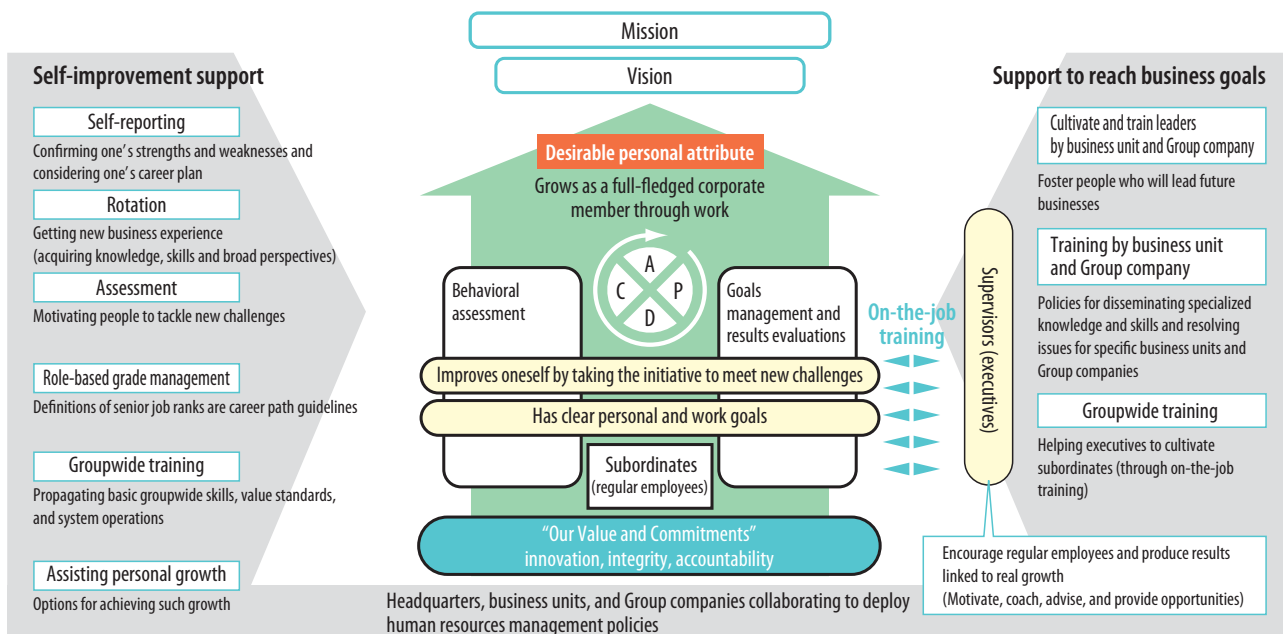 Mission
Vision
Self-improvement support
Self-reporting
Confirming one's strengths and weaknesses and
considering one's career plan
Rotation
Getting new business experience
(acquiring knowledge, skills and broad perspectives)
Assessment
Motivating people to tackle new challenges
Role-based grade management
Definitions of senior job ranks are career path guidelines
Groupwide training
Propagating basic groupwide skills, value standards,
and system operations
Assisting personal growth
Options for achieving such growth
Desirable personal attribute
Grows as a full-fledged corporate
member through work
A
C
P
D
Behavioral
assessment
Goals
management and
results evaluations
Improves oneself by taking the initiative to meet new challenges
Has clear personal and work goals
Subordinates
(regular employees)
"Our Value and Commitments"
innovation, integrity, accountability
On-the-job
training
Supervisors (executives)
Support to reach business goals
Cultivate and train leaders
by business unit and Group company
Foster people who will lead future
businesses
Training by business unit
and Group company
Policies for disseminating specialized
knowledge and skills and resolving
issues for specific business units and
Group companies
Groupwide training
Helping executives to cultivate
subordinates (through on-the-job
training)
Encourage regular employees and produce results
linked to real growth
(Motivate, coach, advise, and provide opportunities)
Headquarters, business units, and Group companies collaborating to deploy
human resources management policies